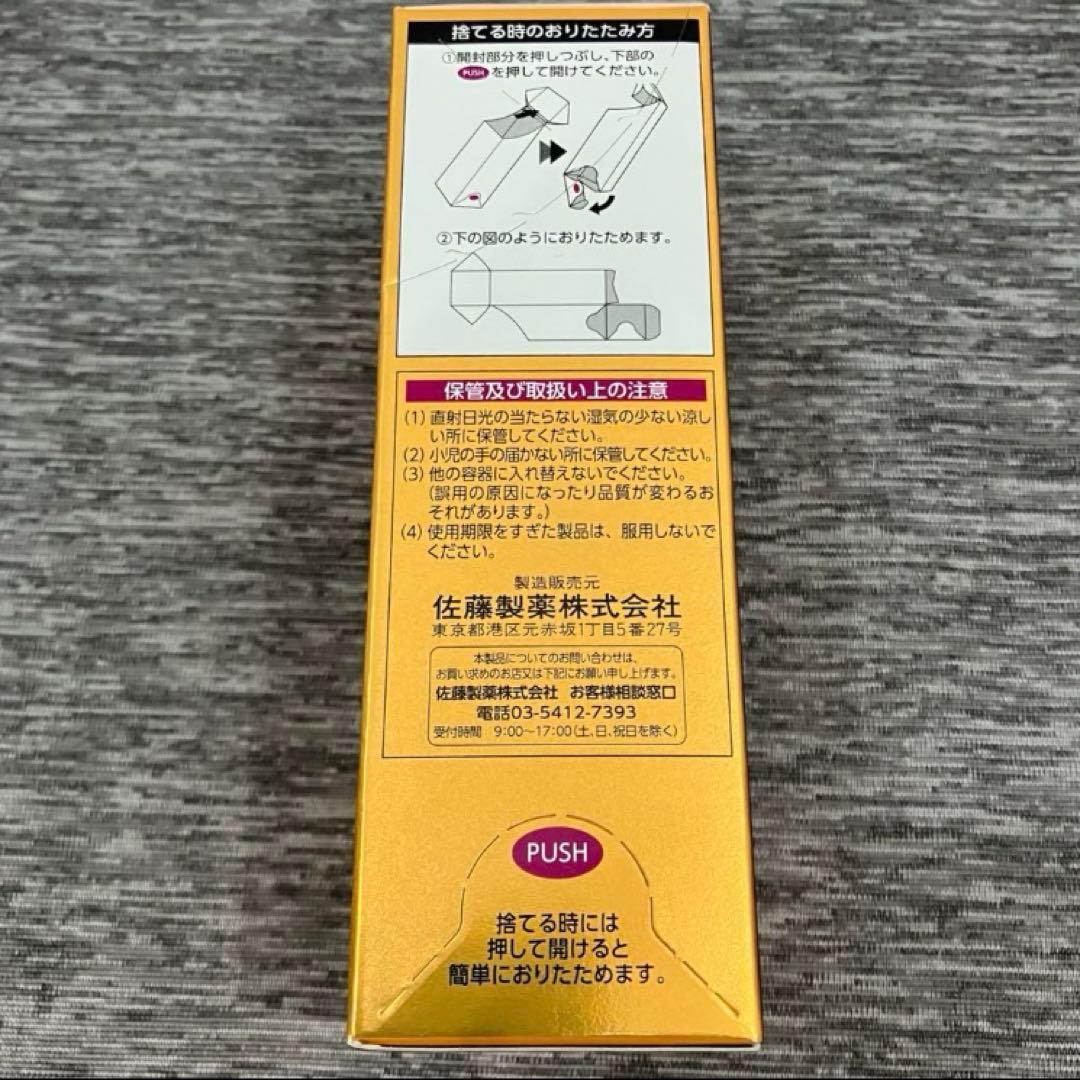 捨てる時のおりたたみ方
①開封部分を押しつぶし、下部の
PUSHを押して開けてください。
②下の図のようにおりたためます。
保管及び取扱い上の注意
(1) 直射日光の当たらない湿気の少ない涼し
い所に保管してください。
(2) 小児の手の届かない所に保管してください。
(3) 他の容器に入れ替えないでください。
(誤用の原因になったり品質が変わるお
それがあります。)
(4) 使用期限をすぎた製品は、服用しないで
ください。
製造販売元
佐藤製薬株式会社
東京都港区元赤坂1丁目5番27号
本製品についてのお問い合わせは、
お買い求めのお店又は下記にお願い申し上げます。
佐藤製薬株式会社 お客様相談窓口
電話03-5412-7393
受付時間 9:00~17:00(土、日、祝日を除く)
PUSH
捨てる時には
押して開けると
簡単におりたためます。